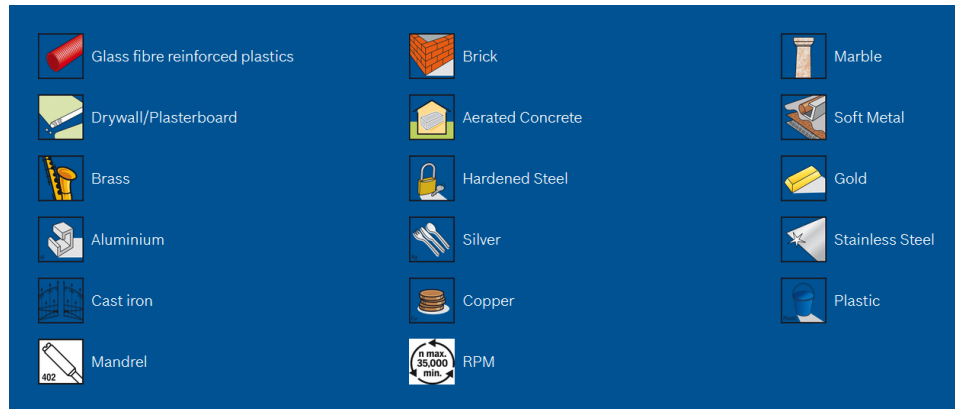 Glass fibre reinforced plastics
Brick
Marble
Drywall/Plasterboard
Aerated Concrete
Soft Metal
Brass
Hardened Steel
Gold
Aluminium
Silver
Stainless Steel
Cast iron
Copper
Plastic
402
Mandrel
n max.
35,000
min.
RPM